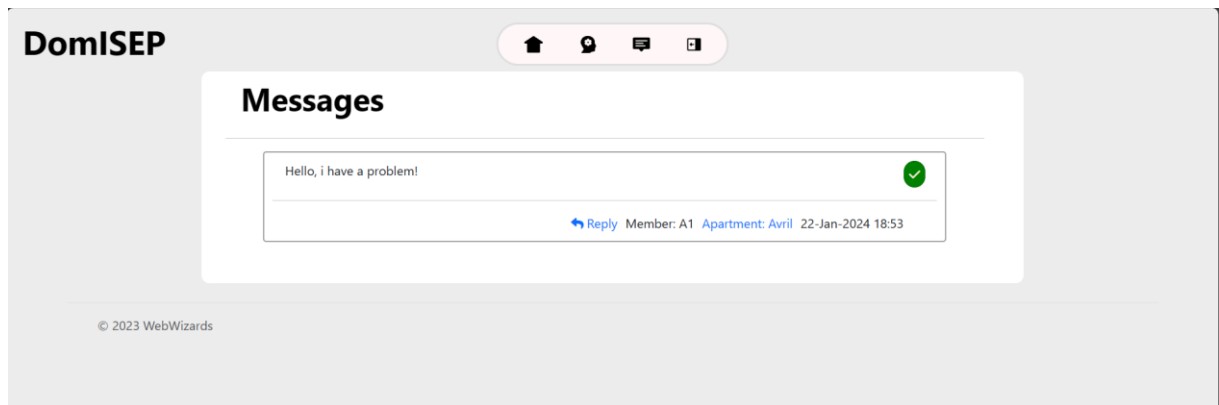 DomISEP
Messages
Hello, i have a problem!
Reply Member: A1 Apartment: Avril 22-Jan-2024 18:53
© 2023 WebWizards